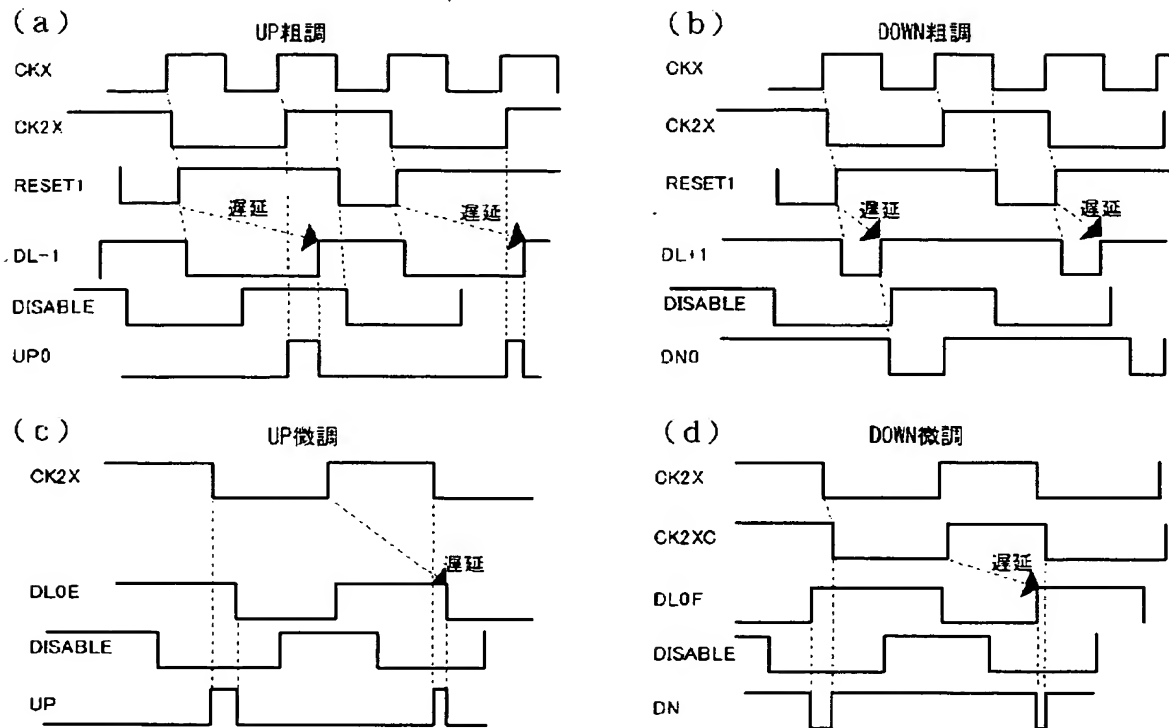 (a)
UP粗調
CKX
CK2X
RESET1
遅延
遅延
DL-1
DISABLE
UP0
(b)
DOWN粗調
CKX
CK2X
RESET1
遅延
遅延
DL+1
DISABLE
DN0
(c)
UP微調
CK2X
遅延
DL0E
DISABLE
UP
(d)
DOWN微調
CK2X
CK2XC
遅延
DL0F
DISABLE
DN